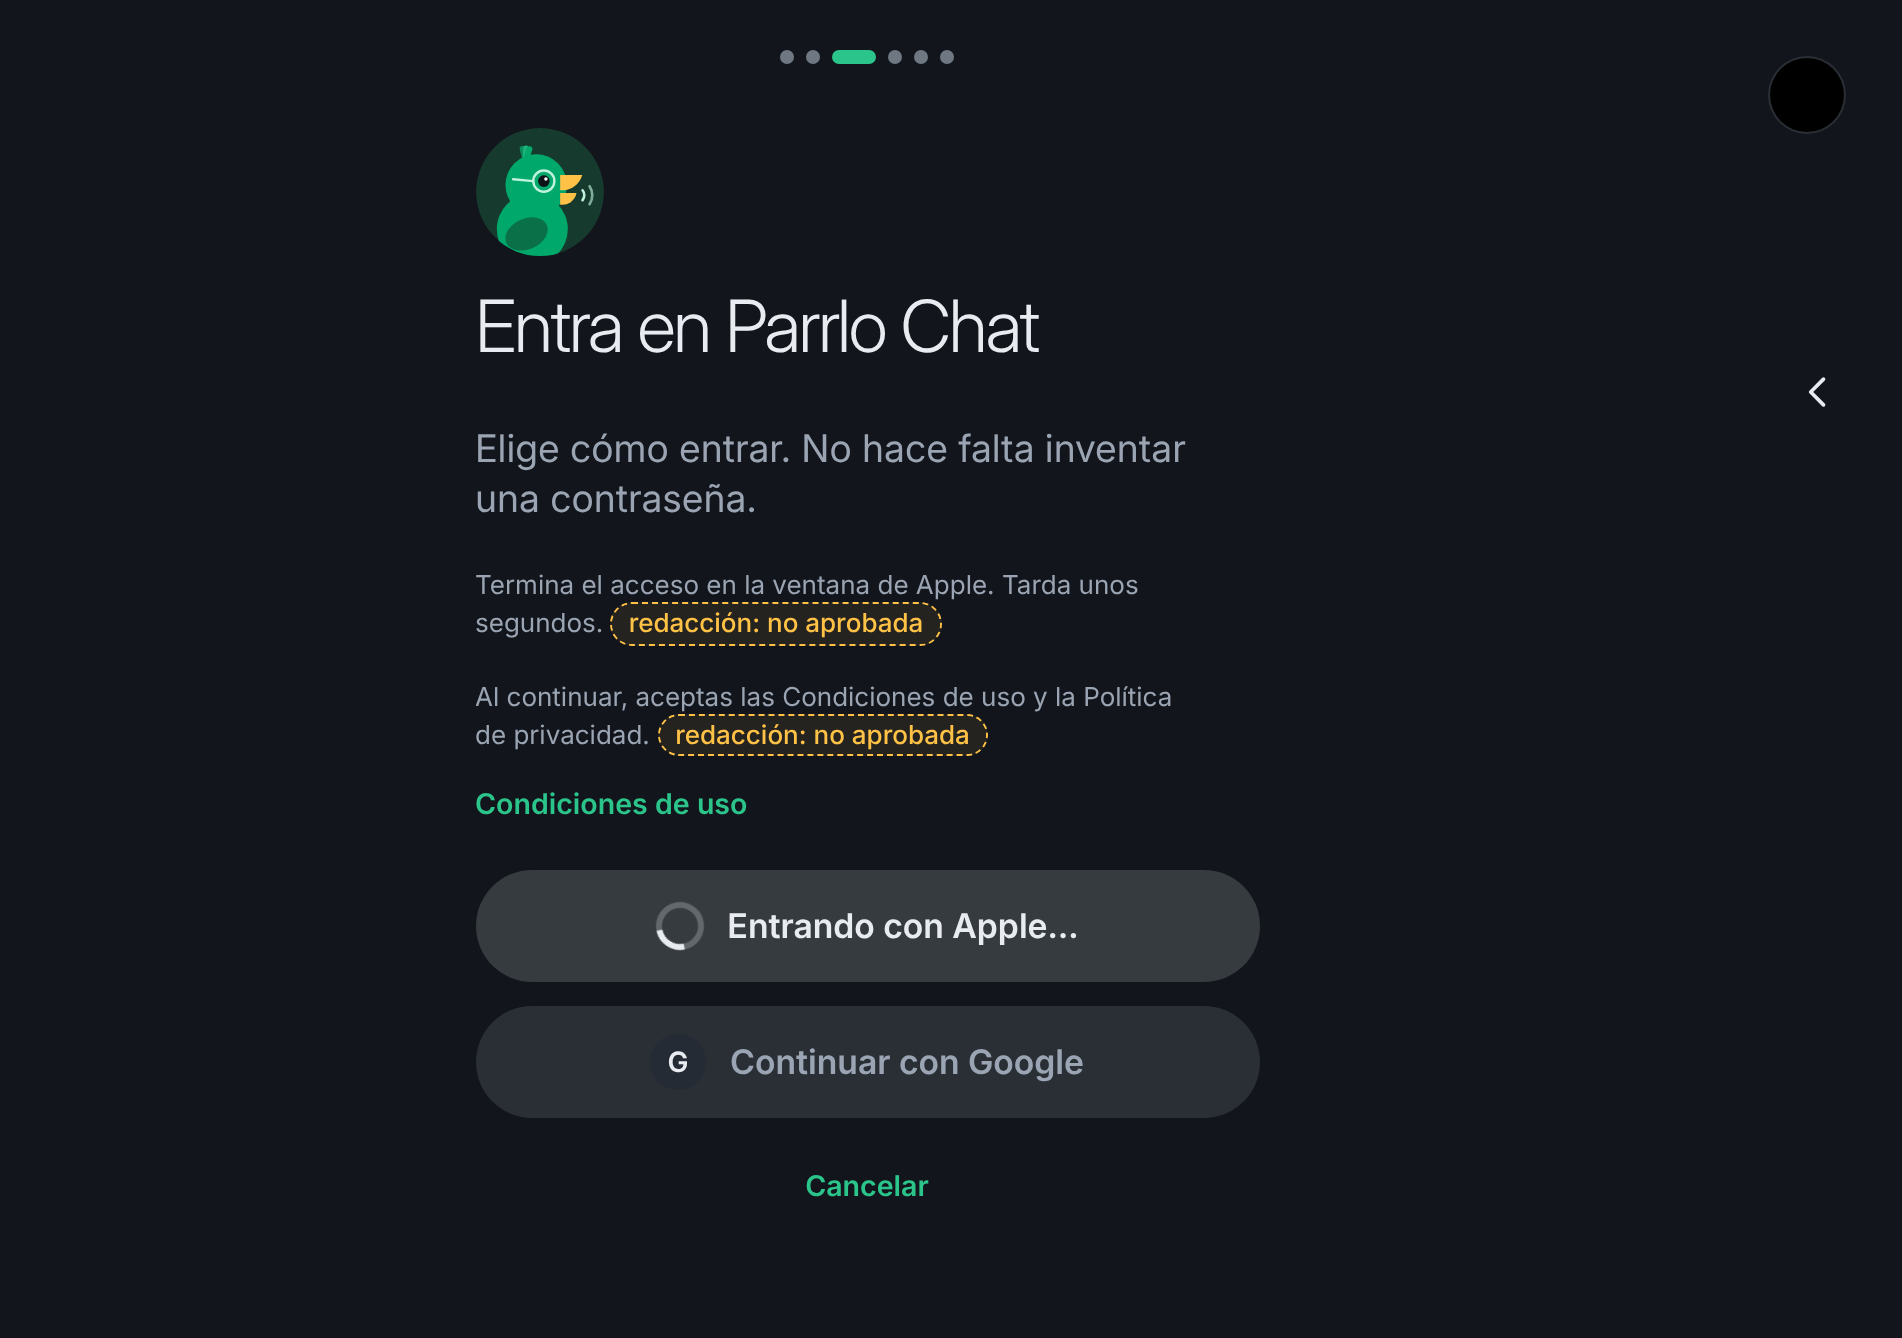 Entra en Parrlo Chat
Elige cómo entrar. No hace falta inventar
una contraseña.
Termina el acceso en la ventana de Apple. Tarda unos
segundos. redacción: no aprobada
Al continuar, aceptas las Condiciones de uso y la Política
de privacidad. redacción: no aprobada
Condiciones de uso
Entrando con Apple...
G Continuar con Google
Cancelar